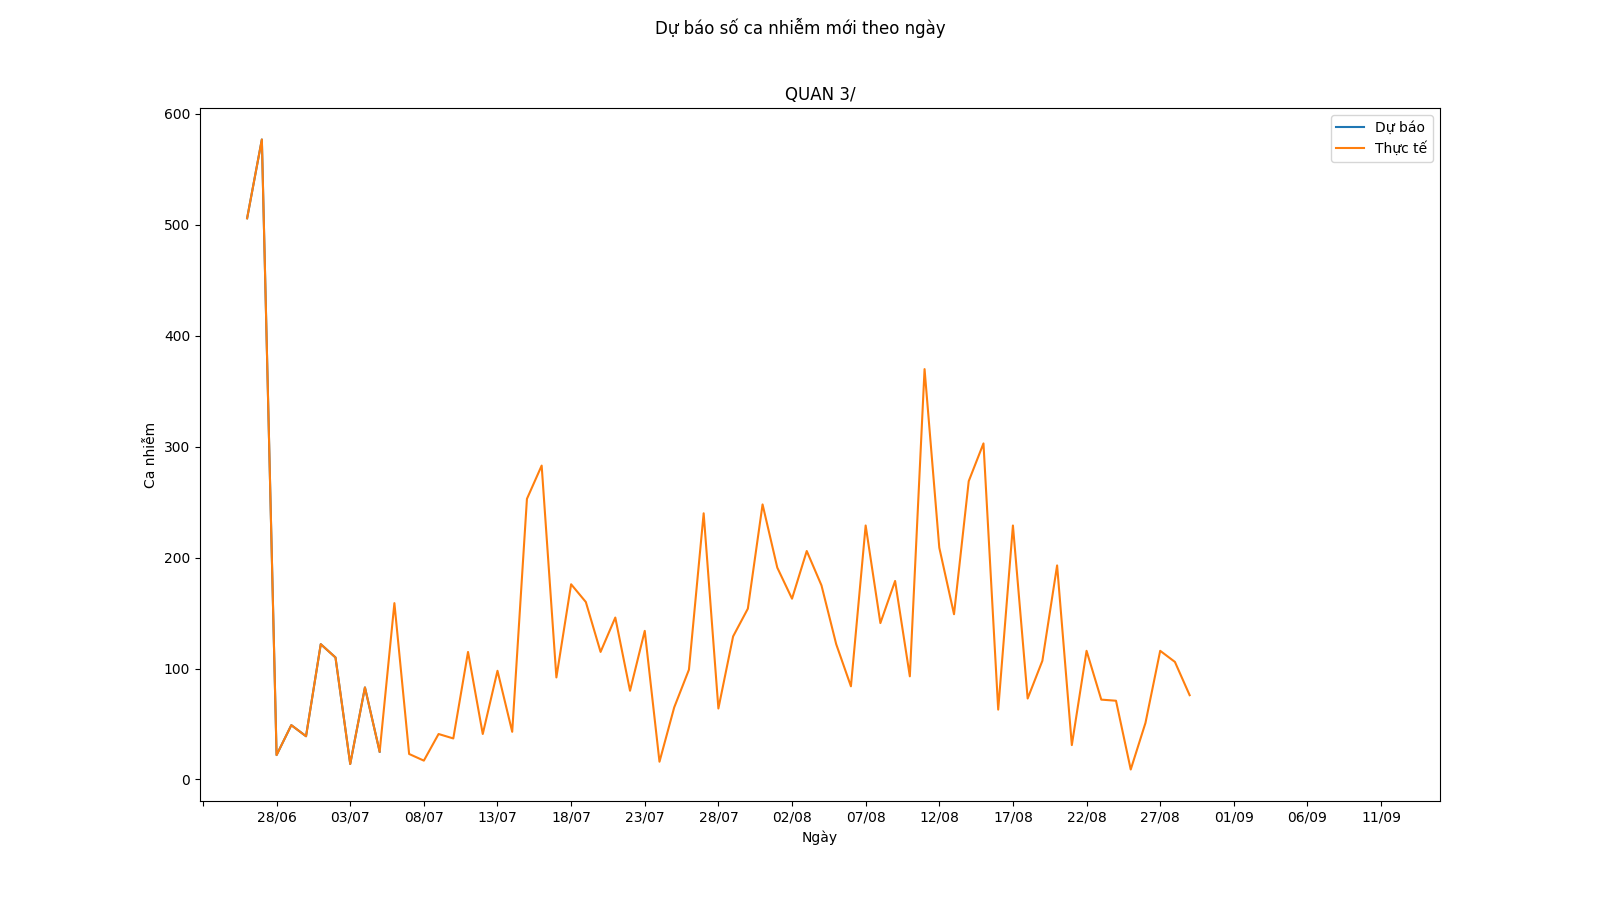 Dự báo số ca nhiễm mới theo ngày
QUAN 3/
Dự báo
Thực tế
600
500
400
300
200
100
0
Ca nhiễm
28/06 03/07 08/07 13/07 18/07 23/07 28/07 02/08 07/08 12/08 17/08 22/08 27/08 01/09 06/09 11/09
Ngày